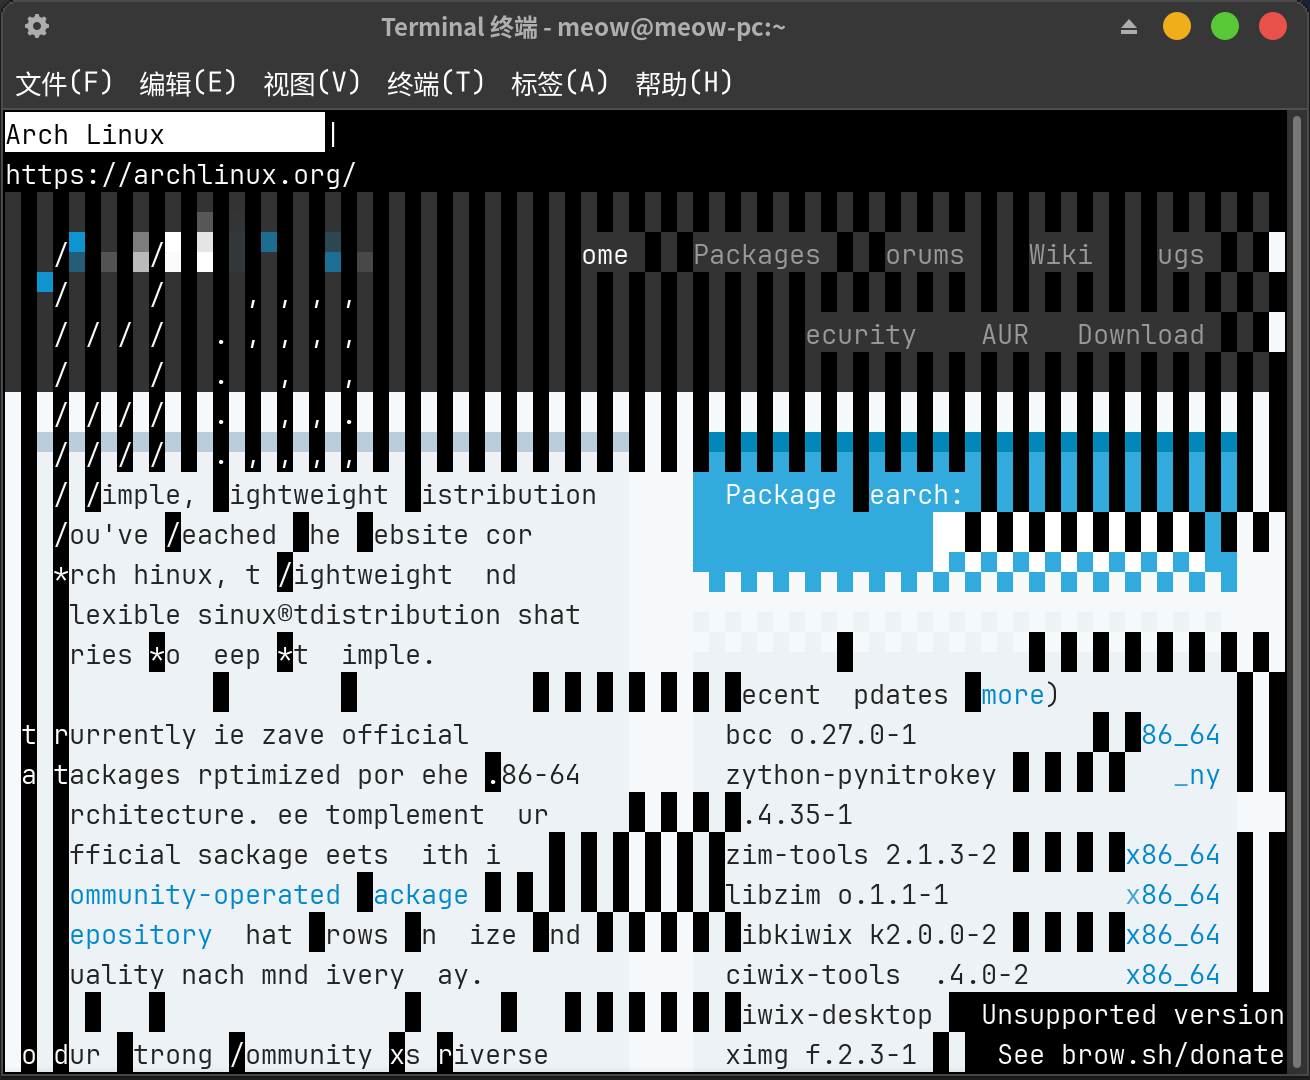 Terminal 终端 - meow@meow-pc:~
文件(F) 编辑(E) 视图(V) 终端(T) 标签(A) 帮助(H)
Arch Linux |
https://archlinux.org/
/ / ome Packages orums Wiki ugs
/ / , , , ,
/ / / / . , , , , ecurity AUR Download
/ / . , ,
/ / / / . , , .
/ / / / . , , , ,
/ /imple, ightweight istribution Package earch:
/ou've /eached he ebsite cor
*rch hinux, t /ightweight nd
lexible sinux®tdistribution shat
ries *o eep *t imple.
ecent pdates more)
t rurrently ie zave official bcc o.27.0-1 86_64
a tackages rptimized por ehe .86-64 zython-pynitrokey _ny
rchitecture. ee tomplement ur .4.35-1
fficial sackage eets ith i zim-tools 2.1.3-2 x86_64
ommunity-operated ackage libzim o.1.1-1 x86_64
epository hat rows n ize nd ibkiwix k2.0.0-2 x86_64
uality nach mnd ivery ay. ciwix-tools .4.0-2 x86_64
iwix-desktop Unsupported version
o dur trong /ommunity xs riverse ximg f.2.3-1 See brow.sh/donate